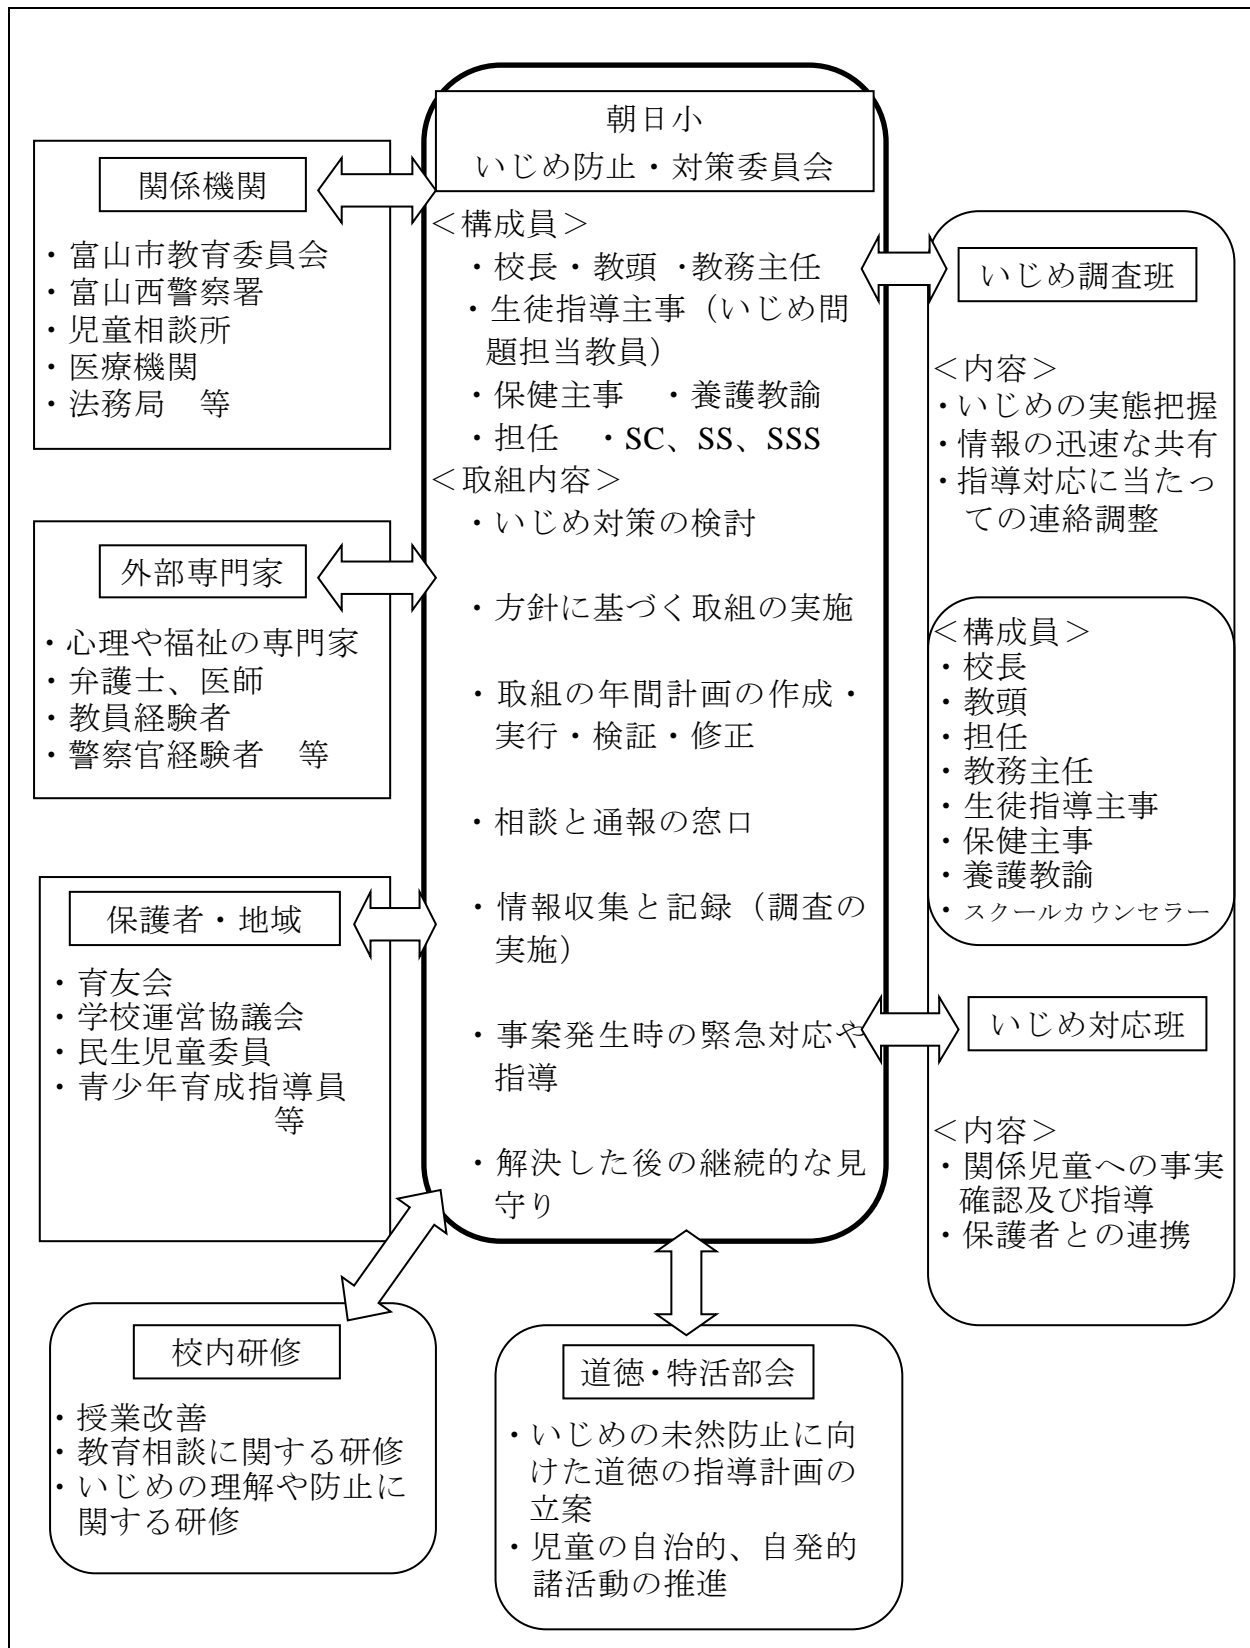 朝日小
いじめ防止・対策委員会
＜構成員＞
・校長・教頭 ・教務主任
・生徒指導主事（いじめ問
題担当教員）
・保健主事　・養護教諭
・担任　・SC、SS、SSS
＜取組内容＞
・いじめ対策の検討
・方針に基づく取組の実施
・取組の年間計画の作成・
実行・検証・修正
・相談と通報の窓口
・情報収集と記録（調査の
実施）
・事案発生時の緊急対応や
指導
・解決した後の継続的な見
守り
関係機関
・富山市教育委員会
・富山西警察署
・児童相談所
・医療機関
・法務局　等
外部専門家
・心理や福祉の専門家
・弁護士、医師
・教員経験者
・警察官経験者　等
保護者・地域
・育友会
・学校運営協議会
・民生児童委員
・青少年育成指導員
等
いじめ調査班
＜内容＞
・いじめの実態把握
・情報の迅速な共有
・指導対応に当たっ
ての連絡調整
＜構成員＞
・校長
・教頭
・担任
・教務主任
・生徒指導主事
・保健主事
・養護教諭
・スクールカウンセラー
いじめ対応班
＜内容＞
・関係児童への事実
確認及び指導
・保護者との連携
校内研修
・授業改善
・教育相談に関する研修
・いじめの理解や防止に
関する研修
道徳・特活部会
・いじめの未然防止に向
けた道徳の指導計画の
立案
・児童の自治的、自発的
諸活動の推進